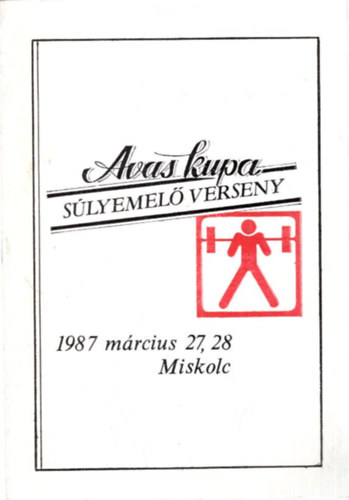 Avas kupa
SÚLYEMELŐ VERSENY
1987 március 27, 28
Miskolc